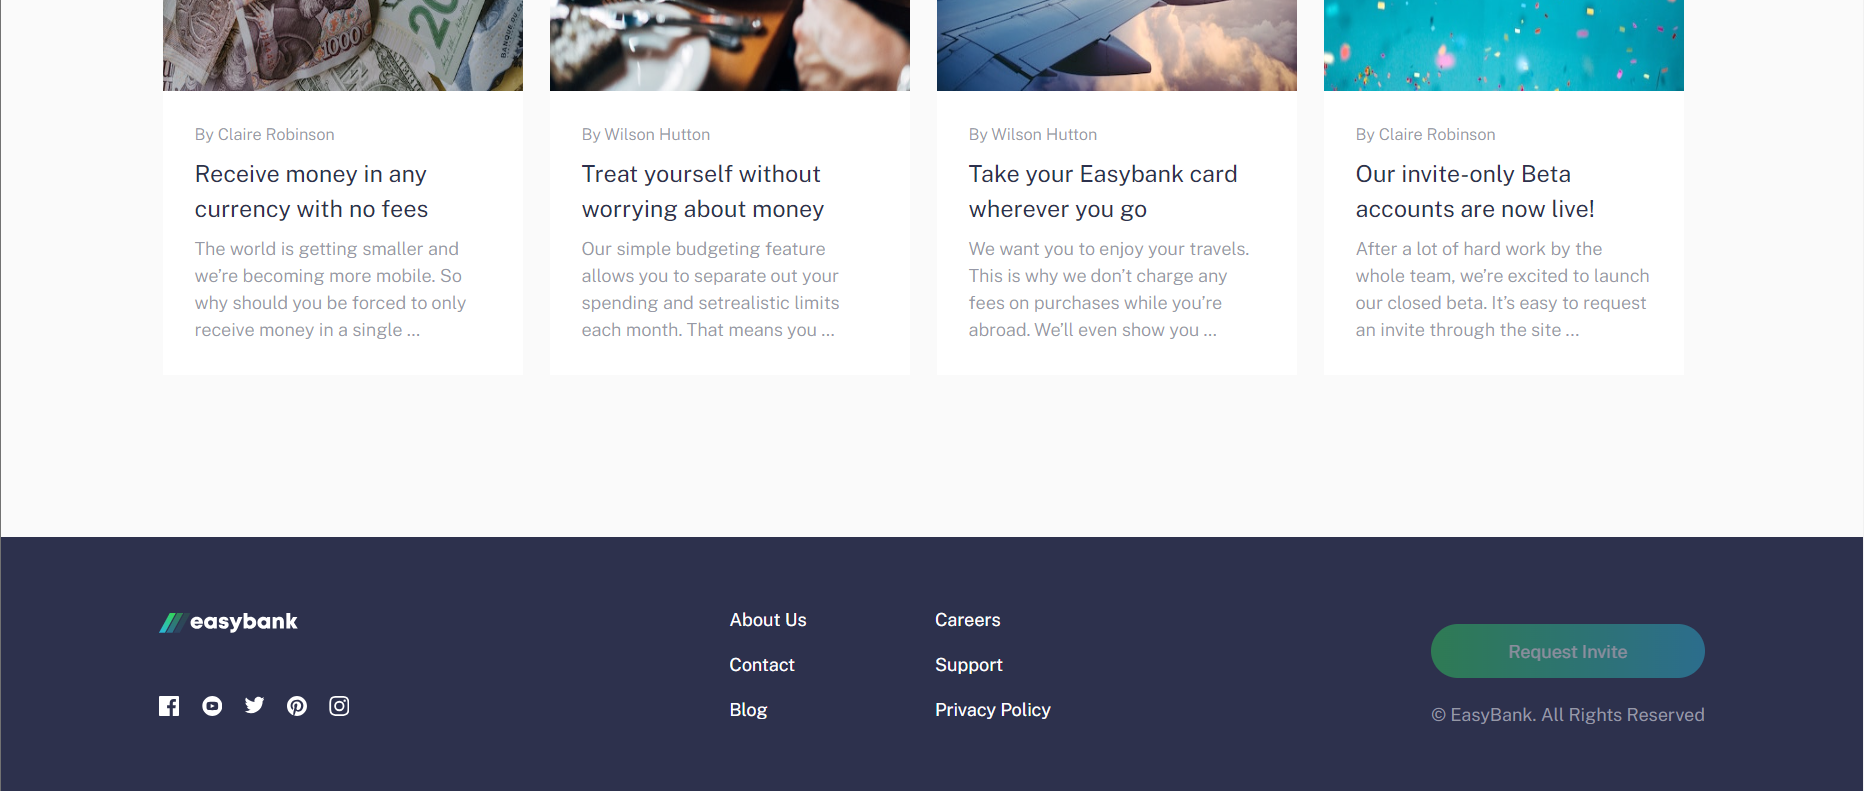 1000
20
BANQUE DU
By Claire Robinson
Receive money in any
currency with no fees
The world is getting smaller and
we’re becoming more mobile. So
why should you be forced to only
receive money in a single ...
By Wilson Hutton
Treat yourself without
worrying about money
Our simple budgeting feature
allows you to separate out your
spending and setrealistic limits
each month. That means you ...
By Wilson Hutton
Take your Easybank card
wherever you go
We want you to enjoy your travels.
This is why we don’t charge any
fees on purchases while you’re
abroad. We’ll even show you ...
By Claire Robinson
Our invite-only Beta
accounts are now live!
After a lot of hard work by the
whole team, we’re excited to launch
our closed beta. It’s easy to request
an invite through the site ...
easybank
About Us
Contact
Blog
Careers
Support
Privacy Policy
Request Invite
© EasyBank. All Rights Reserved